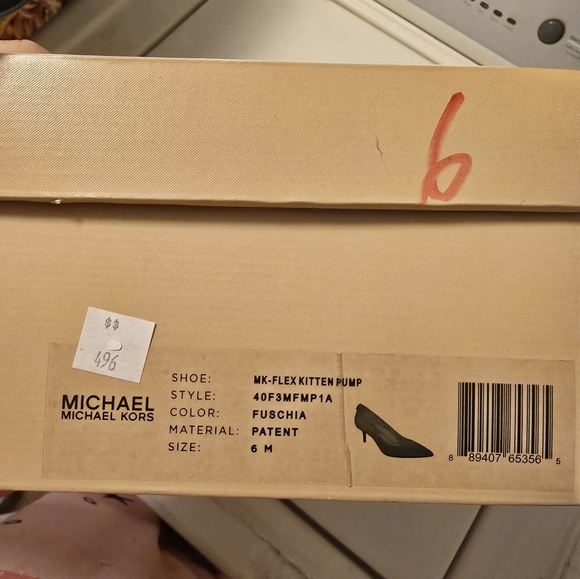 6
$$
496
MICHAEL
MICHAEL KORS
SHOE: MK-FLEX KITTEN PUMP
STYLE: 40F3MFMP1A
COLOR: FUSCHIA
MATERIAL: PATENT
SIZE: 6 M
8 89407 65356 5